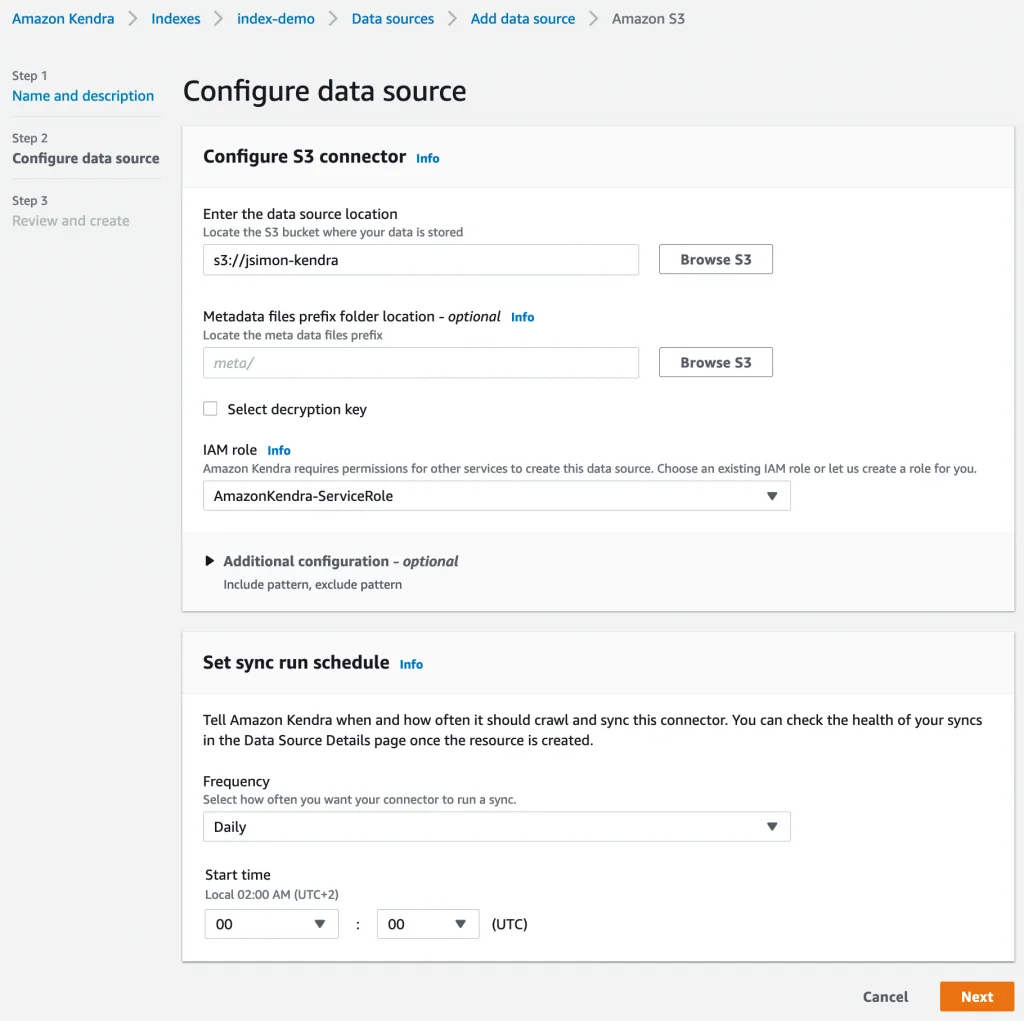 Amazon Kendra > Indexes > index-demo > Data sources > Add data source > Amazon S3
Step 1
Name and description
Step 2
Configure data source
Step 3
Review and create
Configure data source
Configure S3 connector Info
Enter the data source location
Locate the S3 bucket where your data is stored
s3://jsimon-kendra Browse S3
Metadata files prefix folder location - optional Info
Locate the meta data files prefix
meta/ Browse S3
Select decryption key
IAM role Info
Amazon Kendra requires permissions for other services to create this data source. Choose an existing IAM role or let us create a role for you.
AmazonKendra-ServiceRole
Additional configuration - optional
Include pattern, exclude pattern
Set sync run schedule Info
Tell Amazon Kendra when and how often it should crawl and sync this connector. You can check the health of your syncs
in the Data Source Details page once the resource is created.
Frequency
Select how often you want your connector to run a sync.
Daily
Start time
Local 02:00 AM (UTC+2)
00 : 00 (UTC)
Cancel Next